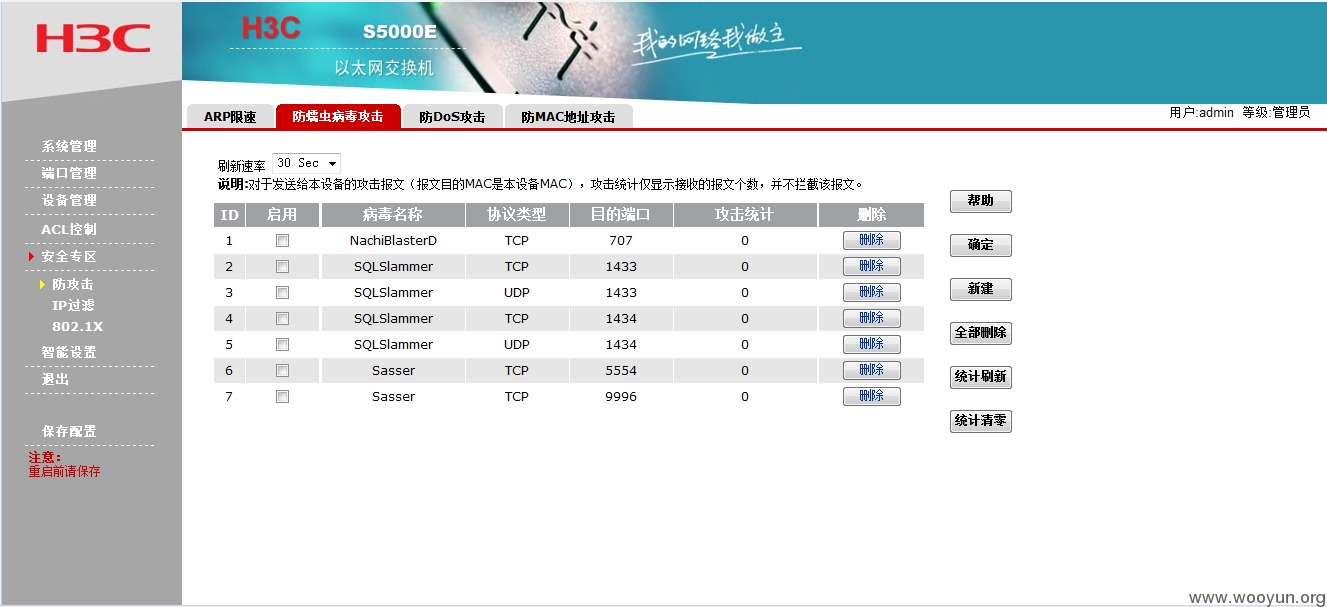 H3C
H3C S5000E
以太网交换机
我的网络我做主
ARP限速 防蠕虫病毒攻击 防DoS攻击 防MAC地址攻击
用户:admin 等级:管理员
系统管理
端口管理
设备管理
ACL控制
安全专区
防攻击
IP过滤
802.1X
智能设置
退出
保存配置
注意:
重启前请保存
刷新速率 30 Sec
说明:对于发送给本设备的攻击报文（报文目的MAC是本设备MAC），攻击统计仅显示接收的报文个数，并不拦截该报文。
ID 启用 病毒名称 协议类型 目的端口 攻击统计 删除
1 NachiBlasterD TCP 707 0 删除
2 SQLSlammer TCP 1433 0 删除
3 SQLSlammer UDP 1433 0 删除
4 SQLSlammer TCP 1434 0 删除
5 SQLSlammer UDP 1434 0 删除
6 Sasser TCP 5554 0 删除
7 Sasser TCP 9996 0 删除
帮助
确定
新建
全部删除
统计刷新
统计清零
www.wooyun.org